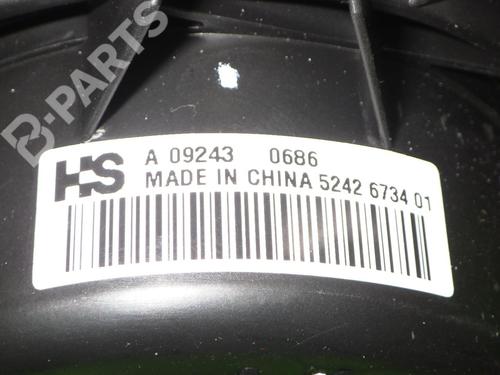 B-PARTS
HS A 09243 0686
MADE IN CHINA 5242 6734 01